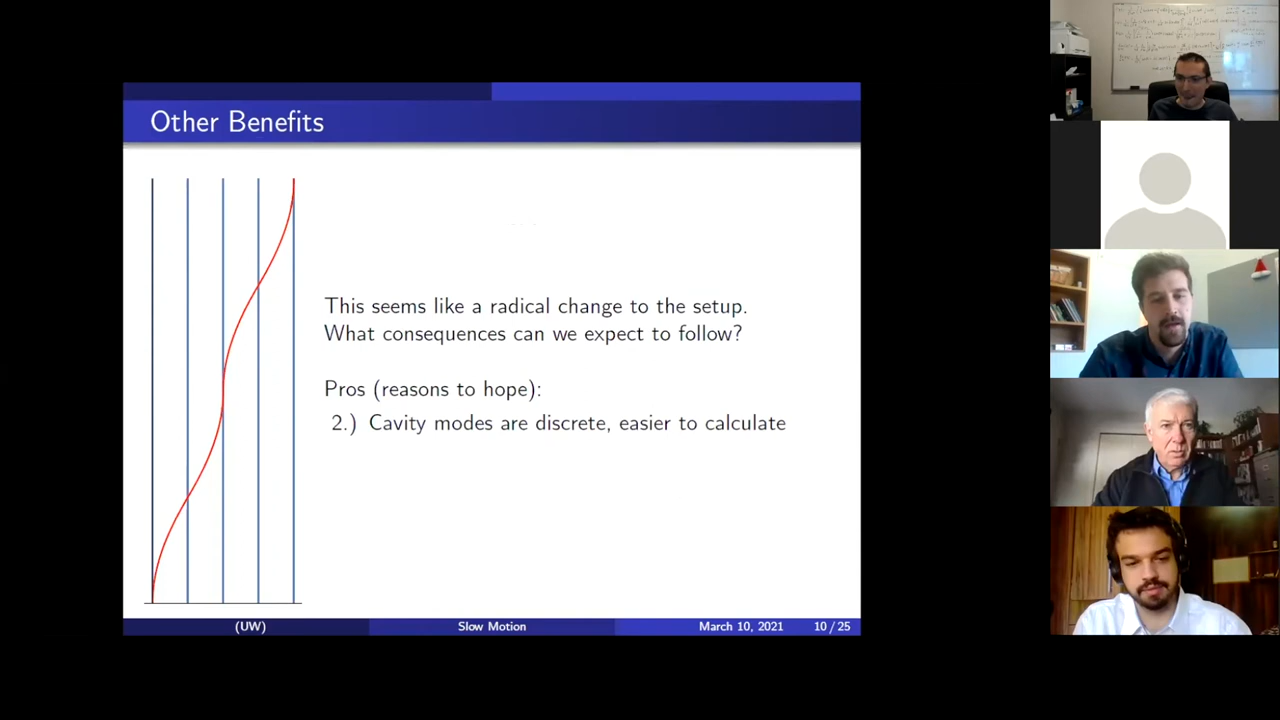 Other Benefits
This seems like a radical change to the setup.
What consequences can we expect to follow?
Pros (reasons to hope):
2.) Cavity modes are discrete, easier to calculate
(UW)
Slow Motion
March 10, 2021
10 / 25